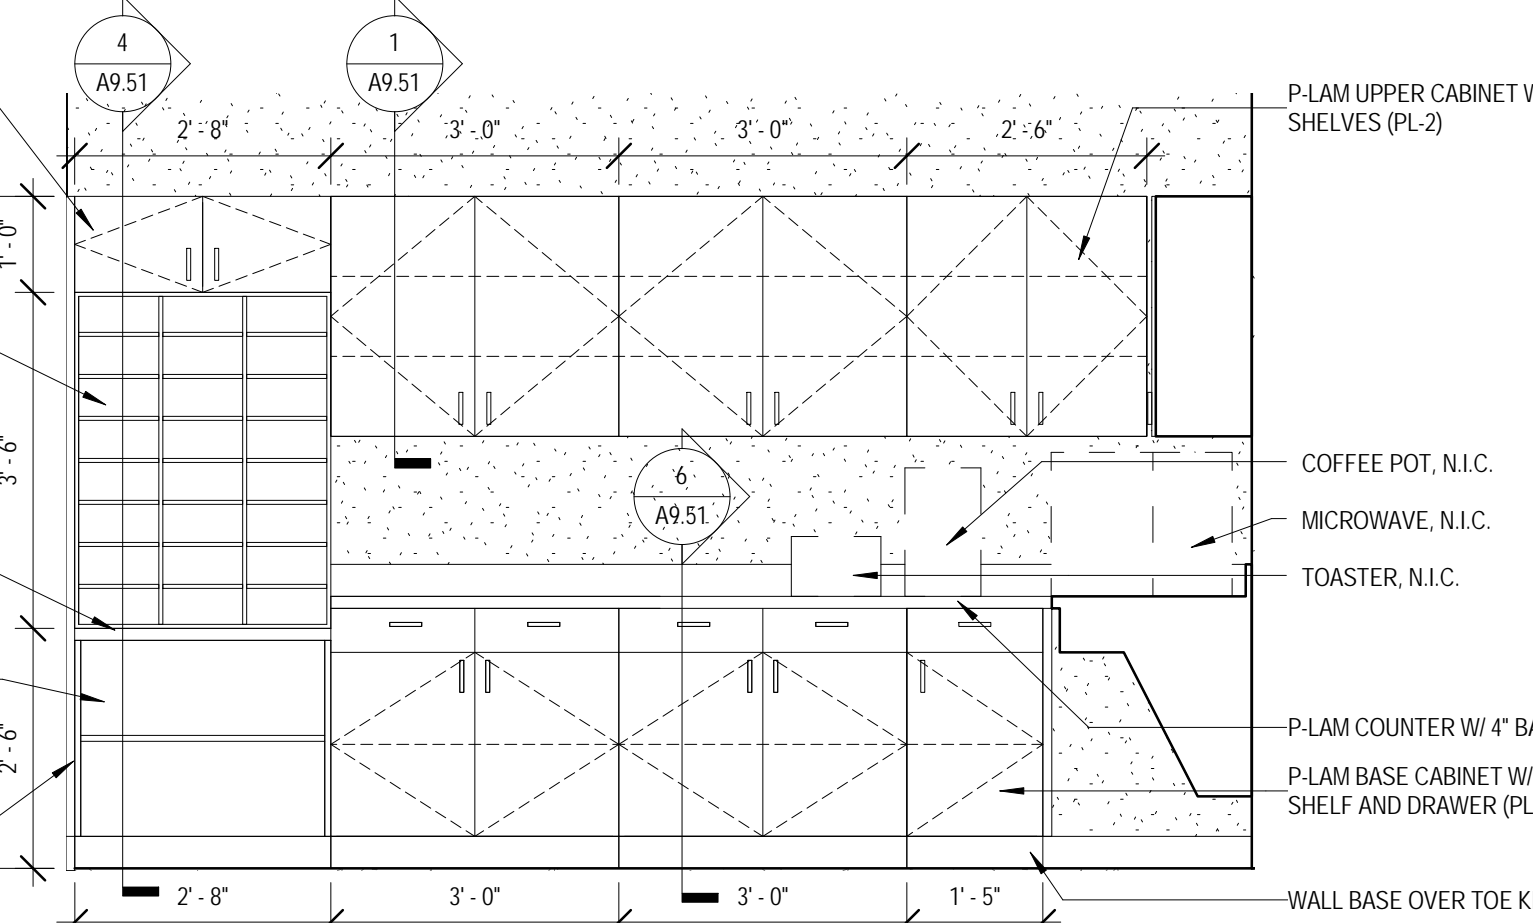 4
A9.51
1
A9.51
P-LAM UPPER CABINET W
SHELVES (PL-2)
2' - 8"
3' - 0"
3' - 0"
2' - 6"
1' - 0"
3' - 6"
6
A9.51
COFFEE POT, N.I.C.
MICROWAVE, N.I.C.
TOASTER, N.I.C.
2' - 6"
P-LAM COUNTER W/ 4" BA
P-LAM BASE CABINET W/
SHELF AND DRAWER (PL
WALL BASE OVER TOE K
2' - 8"
3' - 0"
3' - 0"
1' - 5"